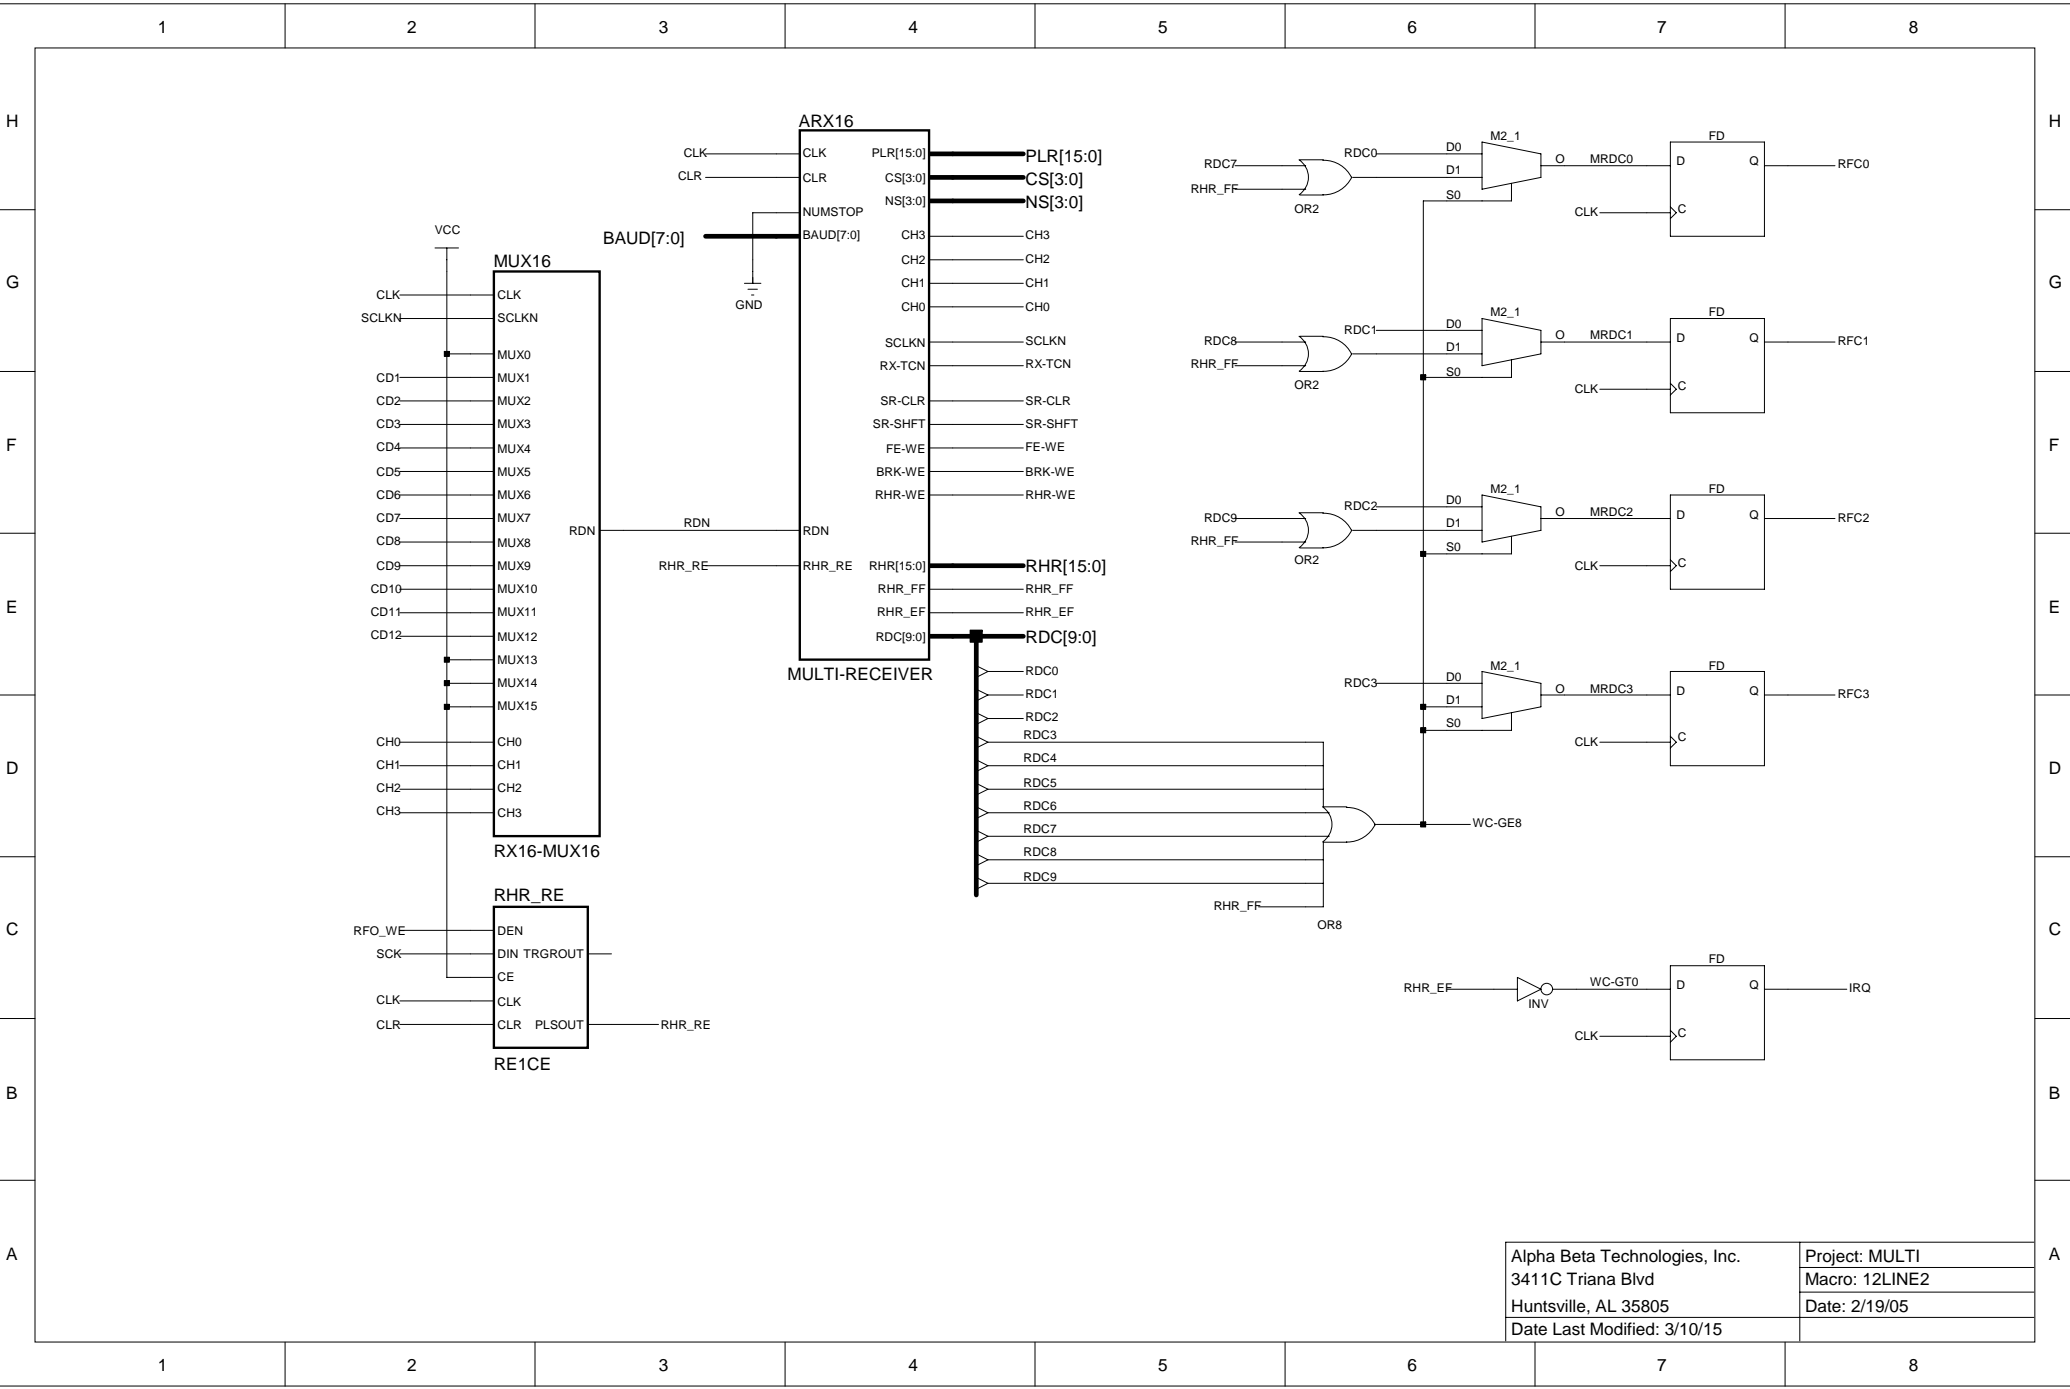 1 2 3 4 5 6 7 8
H H
G G
F F
E E
D D
C C
B B
A A
1 2 3 4 5 6 7 8
VCC
MUX16
CLK CLK
SCLKN SCLKN
MUX0
CD1 MUX1
CD2 MUX2
CD3 MUX3
CD4 MUX4
CD5 MUX5
CD6 MUX6
CD7 MUX7
RDN
CD8 MUX8
CD9 MUX9
CD10 MUX10
CD11 MUX11
CD12 MUX12
MUX13
MUX14
MUX15
CH0 CH0
CH1 CH1
CH2 CH2
CH3 CH3
RX16-MUX16
RHR_RE
RFO_WE DEN
SCK DIN TRGROUT
CE
CLK CLK
CLR CLR PLSOUT RHR_RE
RE1CE
ARX16
CLK CLK PLR[15:0] PLR[15:0]
CLR CLR CS[3:0] CS[3:0]
NUMSTOP NS[3:0] NS[3:0]
BAUD[7:0] BAUD[7:0] CH3 CH3
CH2 CH2
CH1 CH1
GND CH0 CH0
SCLKN SCLKN
RX-TCN RX-TCN
SR-CLR SR-CLR
SR-SHFT SR-SHFT
FE-WE FE-WE
BRK-WE BRK-WE
RHR-WE RHR-WE
RDN RDN
RHR_RE RHR_RE RHR[15:0] RHR[15:0]
RHR_FF RHR_FF
RHR_EF RHR_EF
RDC[9:0] RDC[9:0]
MULTI-RECEIVER
RDC0
RDC1
RDC2
RDC3
RDC4
RDC5
RDC6
RDC7
RDC8
RDC9
RHR_FF
OR8
WC-GE8
M2_1 FD
RDC7 RDC0 D0 O MRDC0 D Q RFC0
RHR_FF D1
OR2 S0 CLK C
M2_1 FD
RDC8 RDC1 D0 O MRDC1 D Q RFC1
RHR_FF D1
OR2 S0 CLK C
M2_1 FD
RDC9 RDC2 D0 O MRDC2 D Q RFC2
RHR_FF D1
OR2 S0 CLK C
M2_1 FD
RDC3 D0 O MRDC3 D Q RFC3
D1
S0 CLK C
FD
RHR_EF INV WC-GT0 D Q IRQ
CLK C
Alpha Beta Technologies, Inc.
3411C Triana Blvd
Huntsville, AL 35805
Date Last Modified: 3/10/15
Project: MULTI
Macro: 12LINE2
Date: 2/19/05